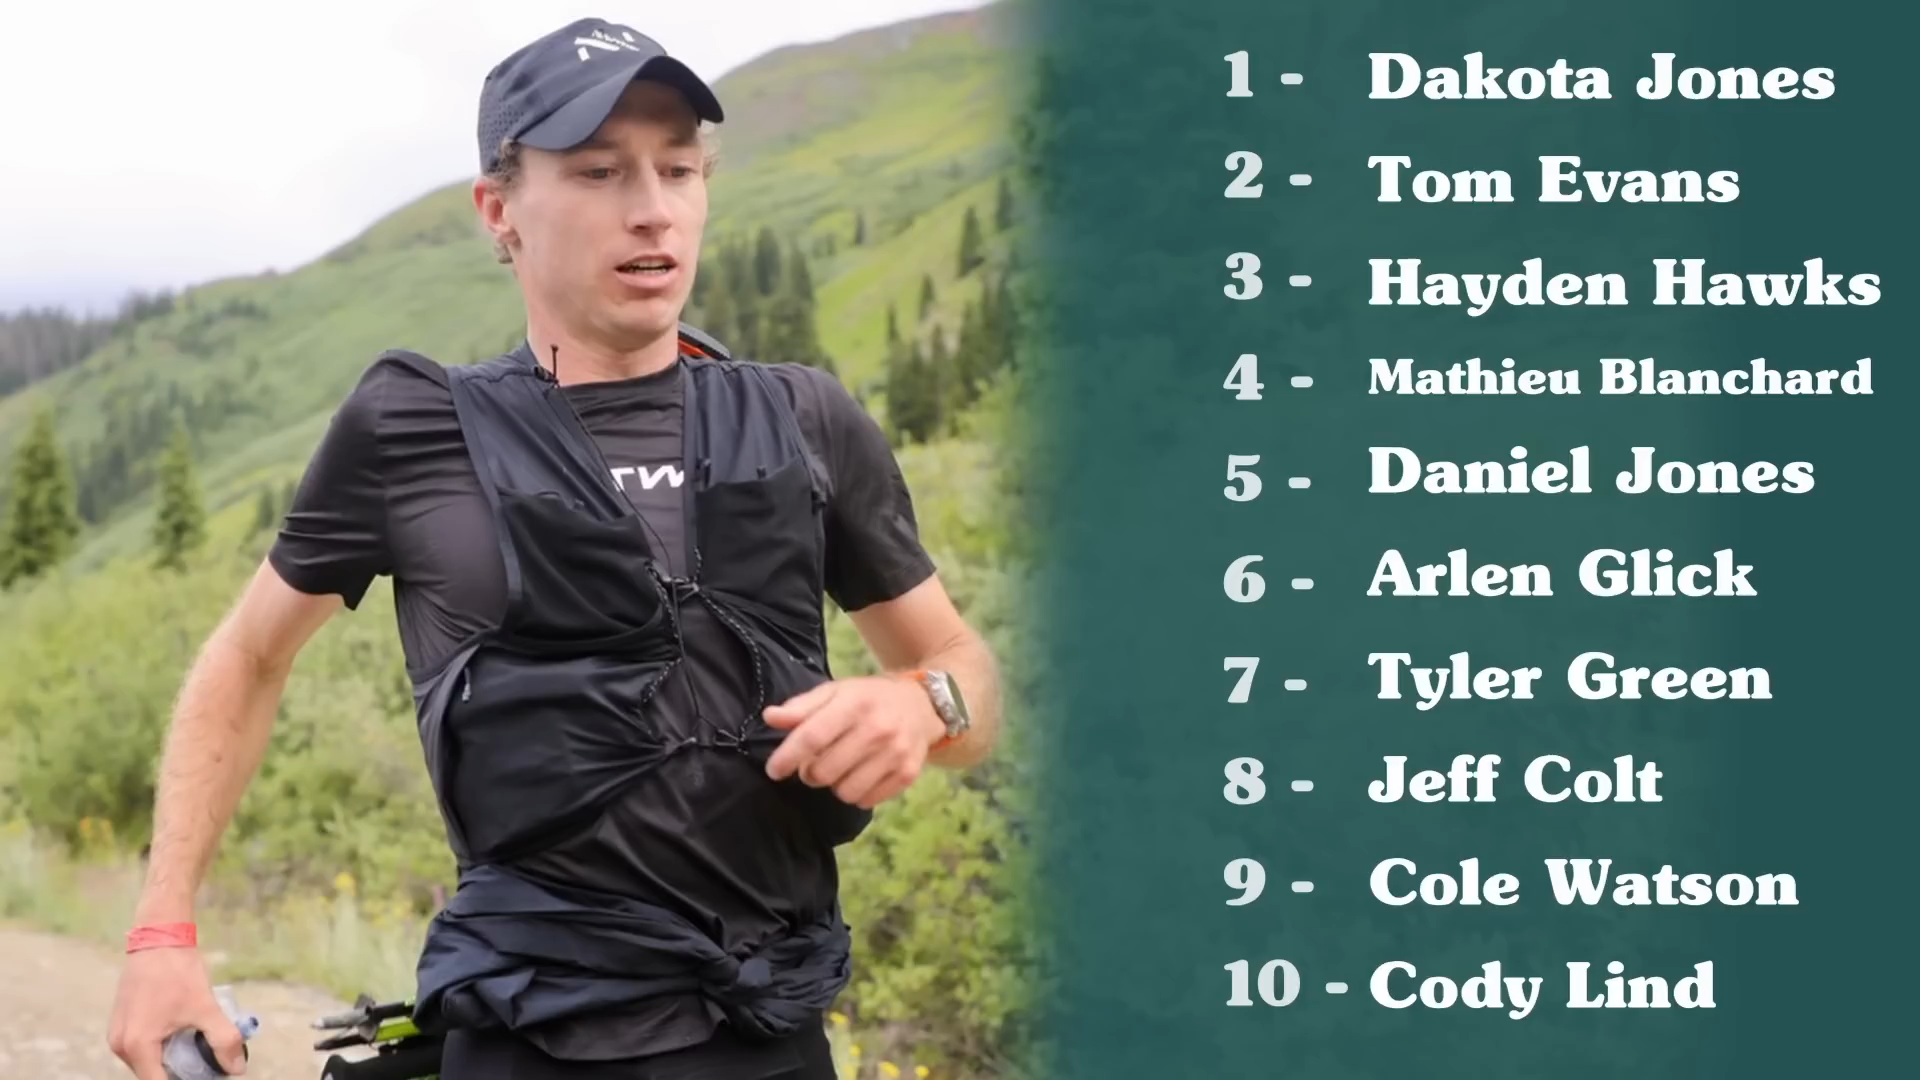 1 - Dakota Jones
2 - Tom Evans
3 - Hayden Hawks
4 - Mathieu Blanchard
5 - Daniel Jones
6 - Arlen Glick
7 - Tyler Green
8 - Jeff Colt
9 - Cole Watson
10 - Cody Lind